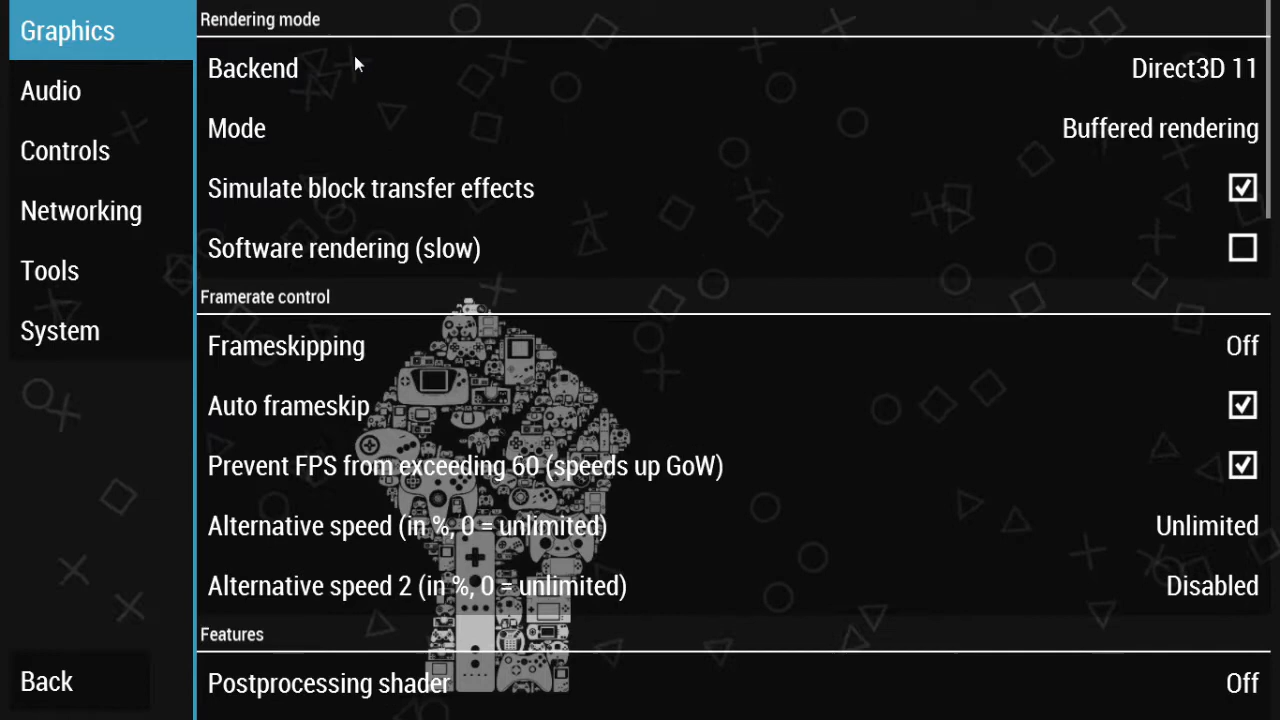 Graphics
Audio
Controls
Networking
Tools
System
Back
Rendering mode
Backend Direct3D 11
Mode Buffered rendering
Simulate block transfer effects
Software rendering (slow)
Framerate control
Frameskipping Off
Auto frameskip
Prevent FPS from exceeding 60 (speeds up GoW)
Alternative speed (in %, 0 = unlimited) Unlimited
Alternative speed 2 (in %, 0 = unlimited) Disabled
Features
Postprocessing shader Off